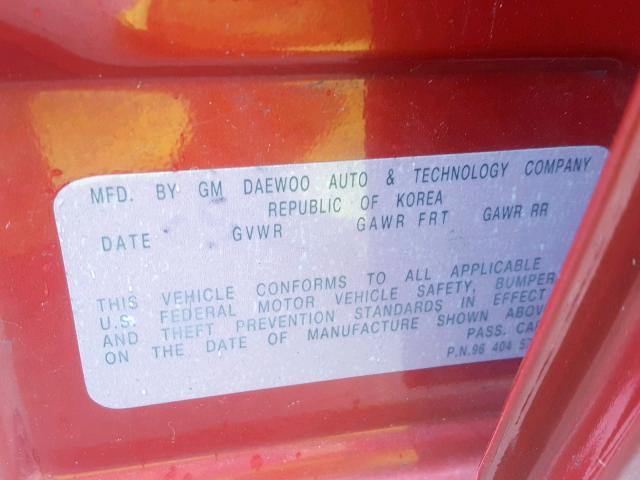 MFD. BY GM DAEWOO AUTO & TECHNOLOGY COMPANY
REPUBLIC OF KOREA
DATE GVWR GAWR FRT GAWR RR
THIS VEHICLE CONFORMS TO ALL APPLICABLE
U.S. FEDERAL MOTOR VEHICLE SAFETY, BUMPER
AND THEFT PREVENTION STANDARDS IN EFFECT
ON THE DATE OF MANUFACTURE SHOWN ABOV
PASS. CA
P.N.96 404 5